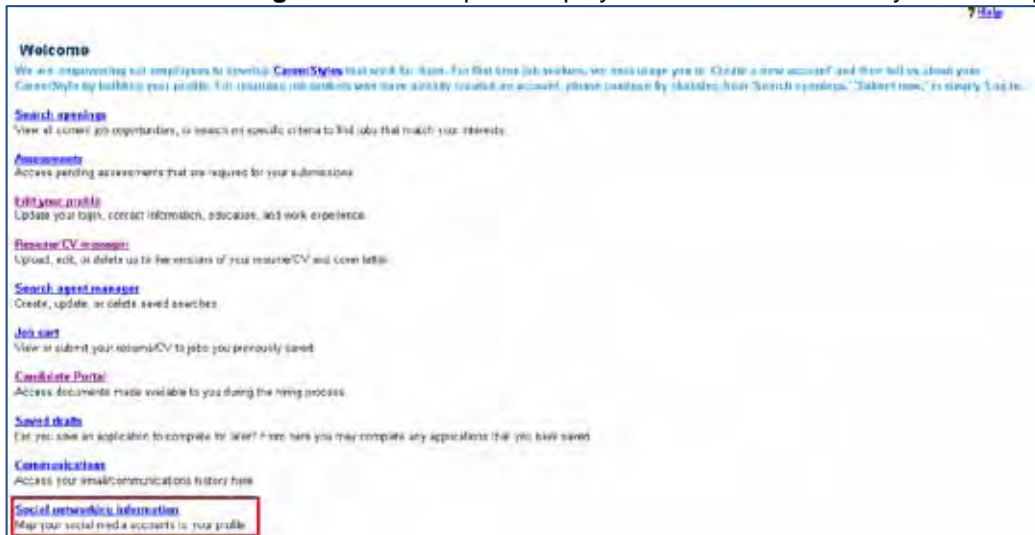 ? Help
Welcome
We are empowering our employees to develop CareerStyles that work for them. For first time job seekers, we encourage you to 'Create a new account' and then tell us about your
CareerStyle by building your profile. For returning job seekers who have already created an account, please continue by choosing from 'Search openings,' 'Submit now,' or simply 'Log in.
Search openings
View all current job opportunities, or search on specific criteria to find jobs that match your interests.
Assessments
Access pending assessments that are required for your submissions
Edit your profile
Update your login, contact information, education, and work experience.
Resume/CV manager
Upload, edit, or delete up to five versions of your resume/CV and cover letter.
Search agent manager
Create, update, or delete saved searches.
Job cart
View or submit your resume/CV to jobs you previously saved
Candidate Portal
Access documents made available to you during the hiring process.
Saved drafts
Did you save an application to complete for later? From here you may complete any applications that you have saved
Communications
Access your email/communications history here
Social networking information
Map your social media accounts to your profile